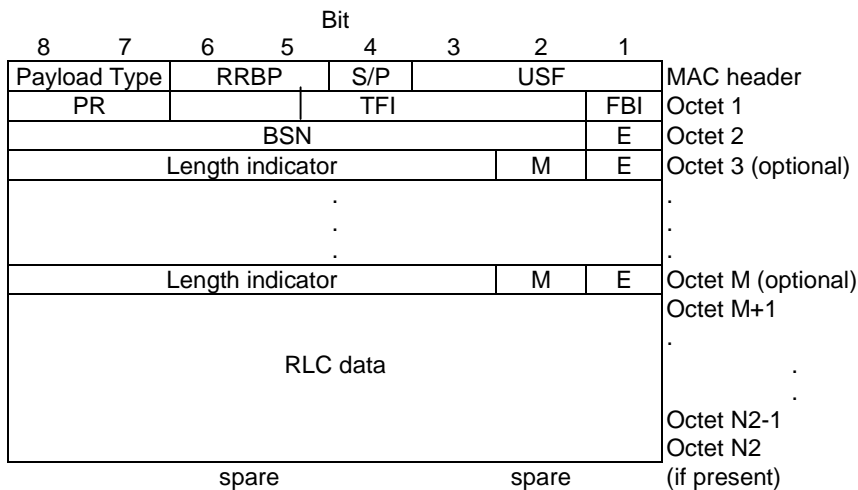 Bit
8 7 6 5 4 3 2 1
Payload Type RRBP S/P USF MAC header
PR TFI FBI Octet 1
BSN E Octet 2
Length indicator M E Octet 3 (optional)
. .
. .
. .
Length indicator M E Octet M (optional)
Octet M+1
.
RLC data .
.
Octet N2-1
Octet N2
spare spare (if present)